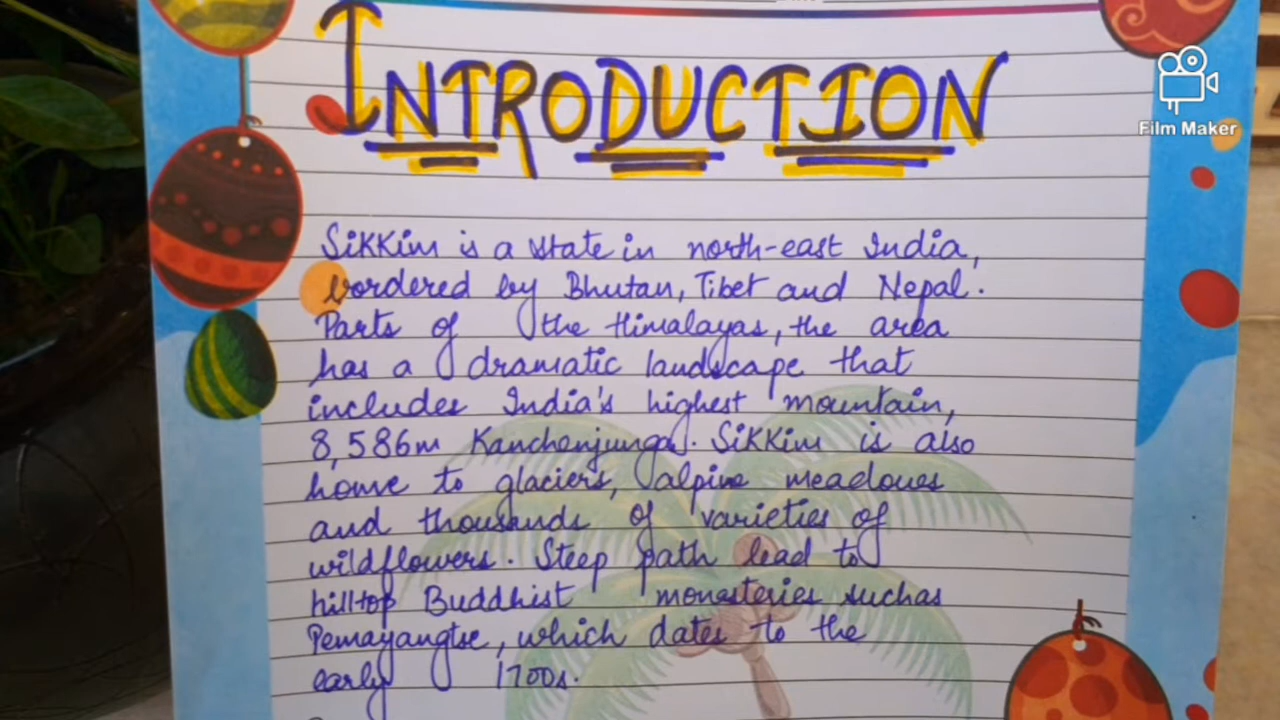 INTRODUCTION
Film Maker
Sikkim is a state in north-east India,
bordered by Bhutan, Tibet and Nepal.
Parts of the Himalayas, the area
has a dramatic landscape that
includes India's highest mountain,
8,586m Kanchenjunga. Sikkim is also
home to glaciers, alpine meadows
and thousands of varieties of
wildflowers. Steep path lead to
hilltop Buddhist monasteries suchas
Pemayangtse, which dates to the
early 1700s.